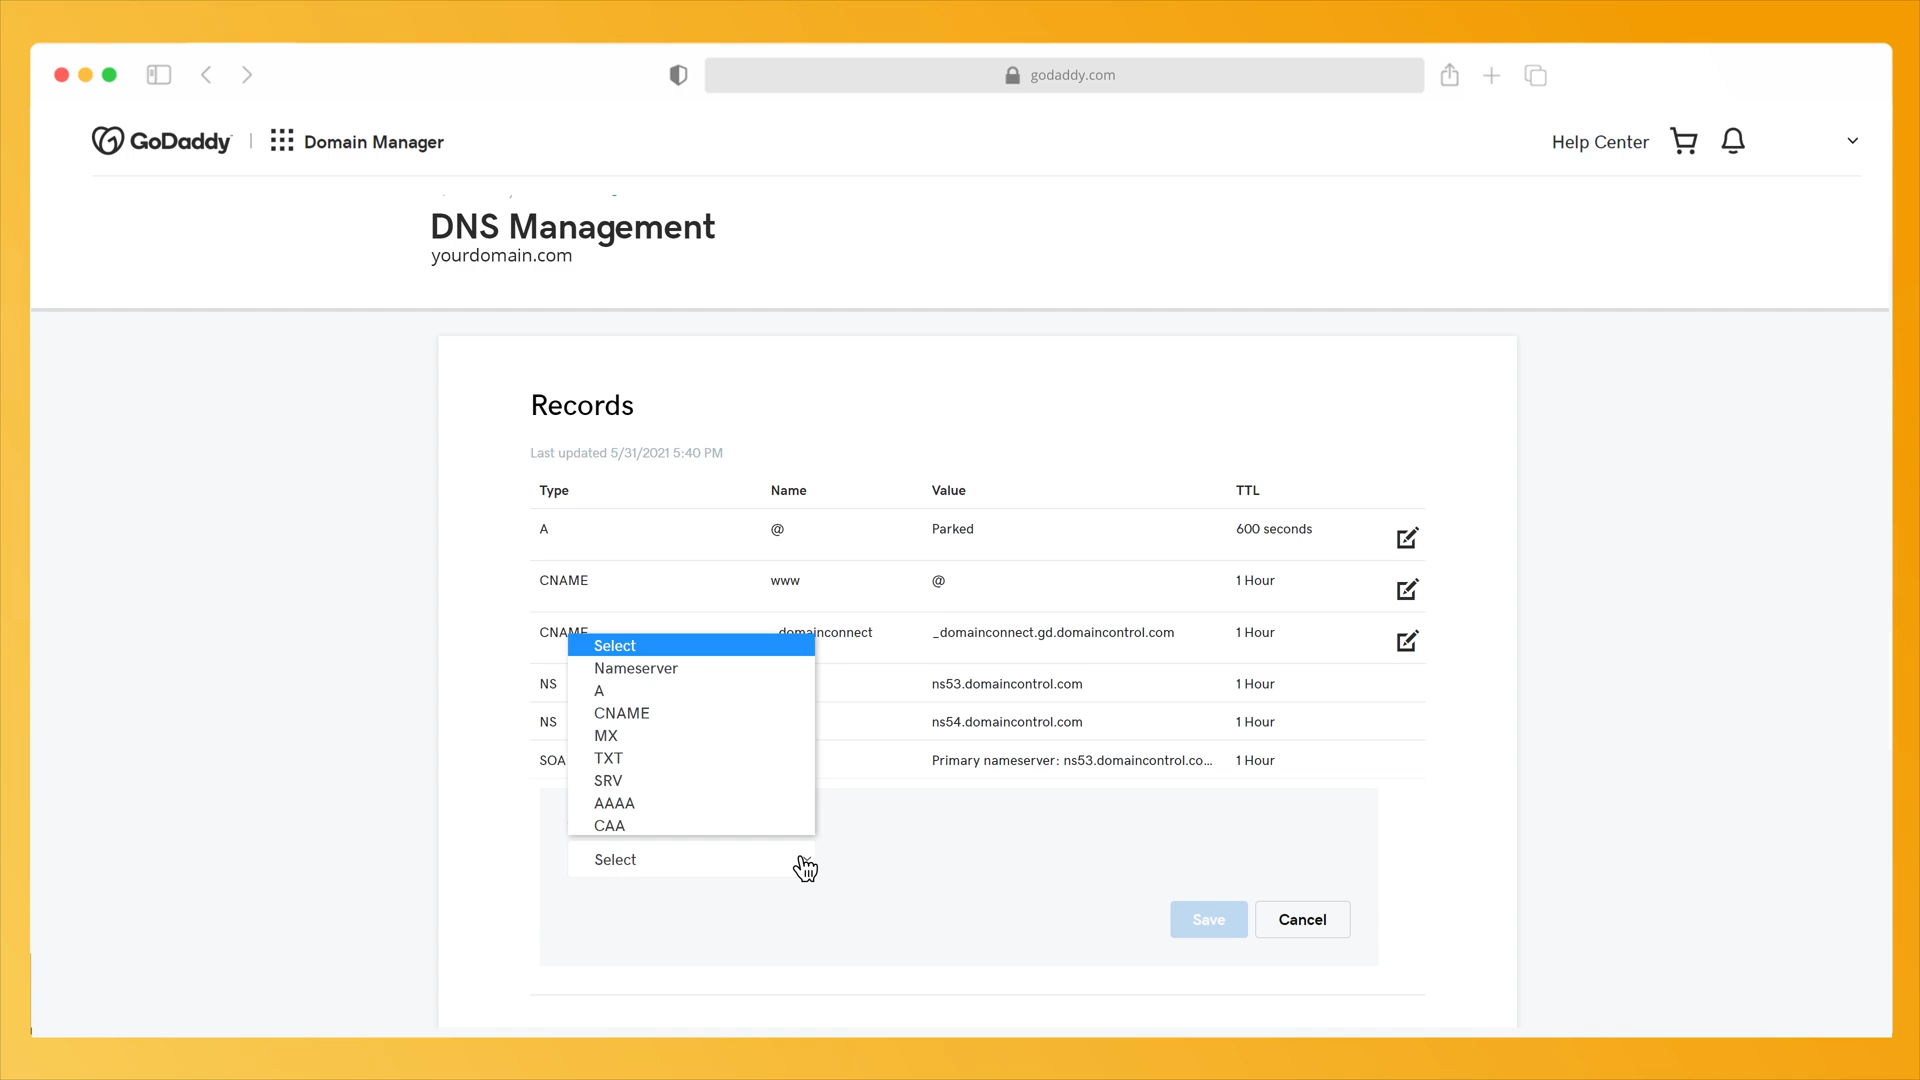 godaddy.com
GoDaddy
Domain Manager
Help Center
DNS Management
yourdomain.com
Records
Last updated 5/31/2021 5:40 PM
Type Name Value TTL
A @ Parked 600 seconds
CNAME www @ 1 Hour
CNAME _domainconnect _domainconnect.gd.domaincontrol.com 1 Hour
NS ns53.domaincontrol.com 1 Hour
NS ns54.domaincontrol.com 1 Hour
SOA Primary nameserver: ns53.domaincontrol.co... 1 Hour
Select
Nameserver
A
CNAME
MX
TXT
SRV
AAAA
CAA
Select
Save Cancel